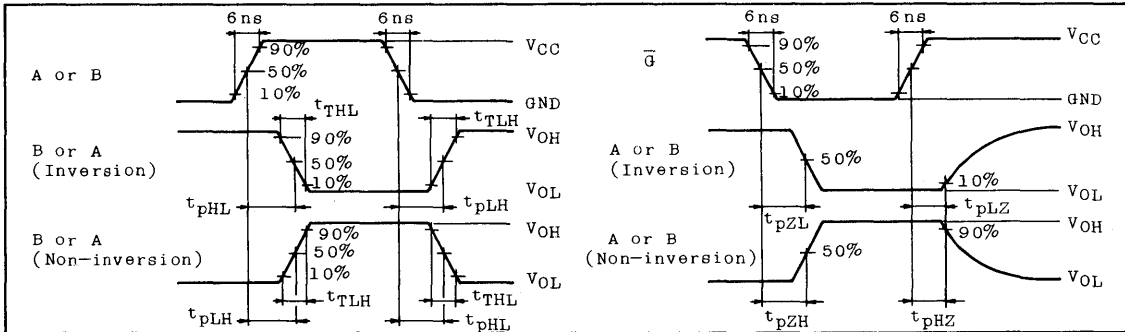 6ns 6ns
90%
50%
10%
VCC
GND
A or B
tTHL tTLH
90%
50%
10%
VOH
VOL
B or A
(Inversion)
tpHL tpLH
90%
50%
10%
VOH
VOL
B or A
(Non-inversion)
tTLH tTHL
tpLH tpHL
6ns 6ns
90%
50%
10%
VCC
GND
G̅
50%
10%
VOH
VOL
A or B
(Inversion)
tpZL tpLZ
50%
90%
VOH
VOL
A or B
(Non-inversion)
tpZH tpHZ